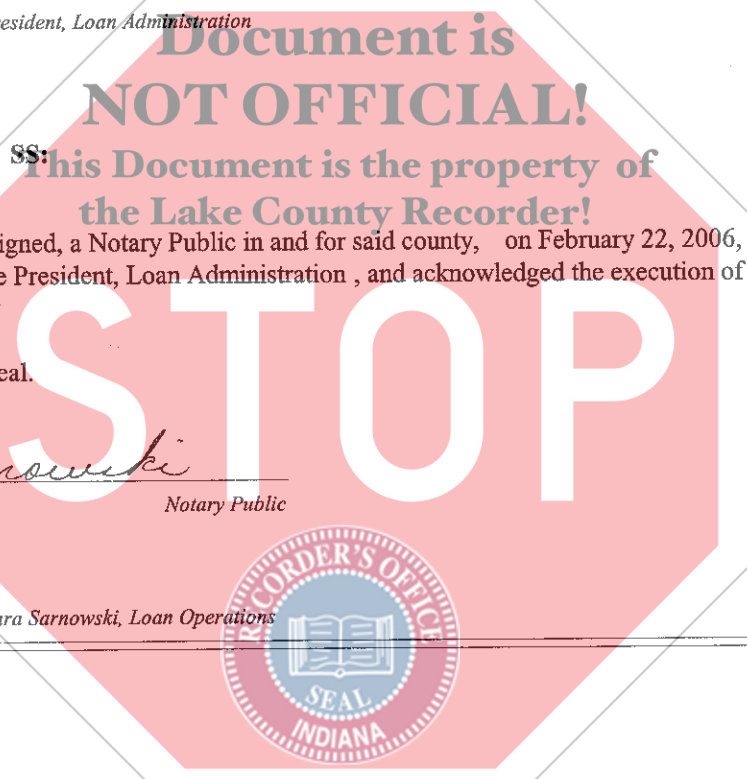 esident, Loan Administration
Document is
NOT OFFICIAL!
SS:
This Document is the property of
the Lake County Recorder!
igned, a Notary Public in and for said county, on February 22, 2006,
e President, Loan Administration , and acknowledged the execution of
STOP
eal.
nowski
Notary Public
RECORDER'S OFFICE
ara Sarnowski, Loan Operations
SEAL
INDIANA